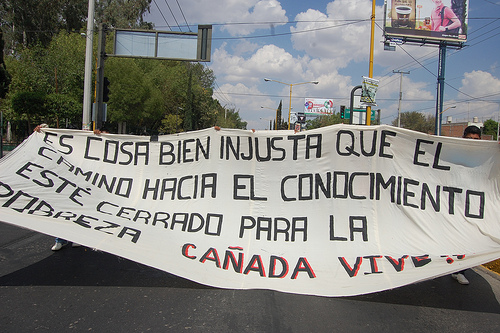 ES COSA BIEN INJUSTA QUE EL
CAMINO HACIA EL CONOCIMIENTO
ESTÉ CERRADO PARA LA
POBREZA
CAÑADA VIVE!!